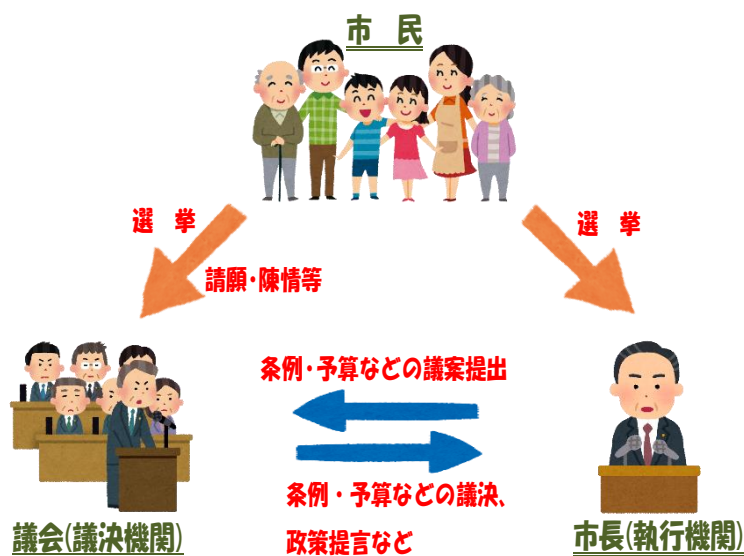 市　民
選　挙
選　挙
請願・陳情等
条例・予算などの議案提出
条例・予算などの議決、
政策提言など
議会(議決機関)
市長(執行機関)